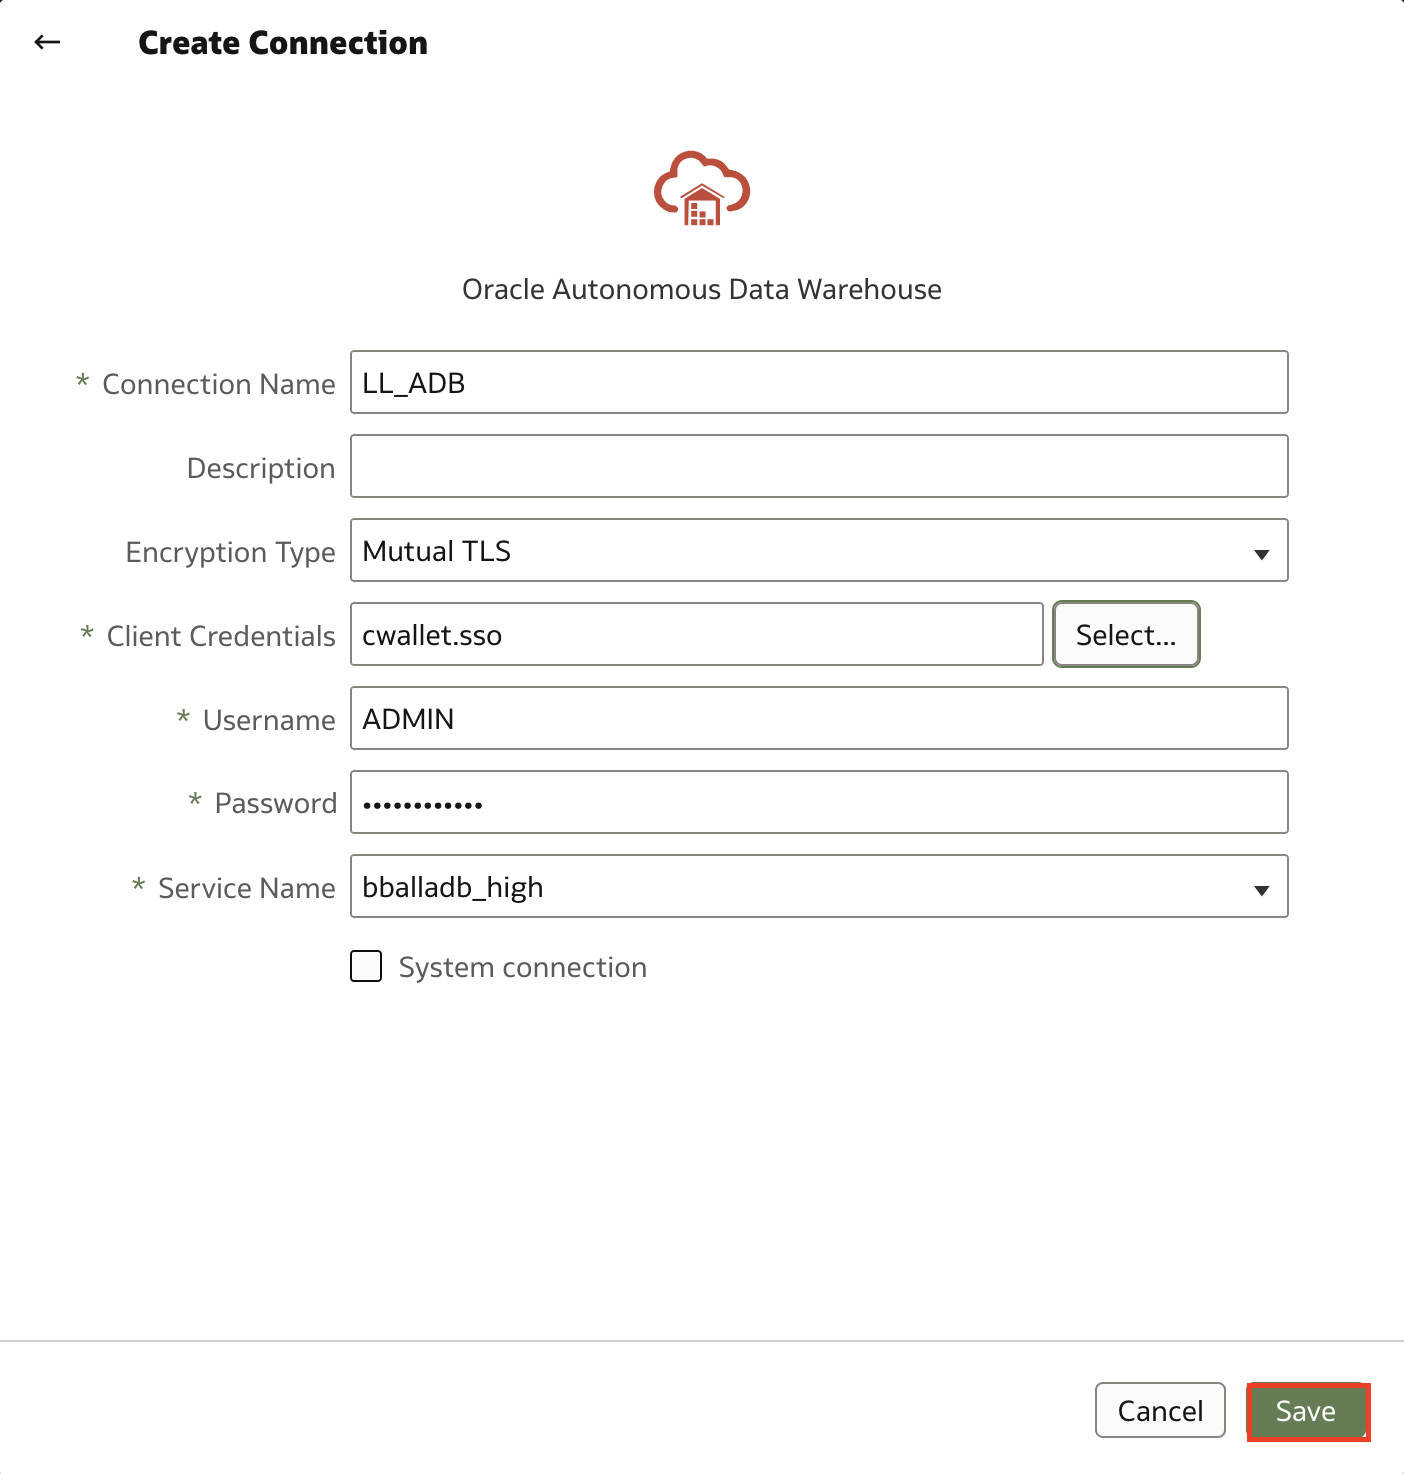 Create Connection
Oracle Autonomous Data Warehouse
* Connection Name LL_ADB
Description
Encryption Type Mutual TLS
* Client Credentials cwallet.sso Select...
* Username ADMIN
* Password ••••••••••••
* Service Name bballadb_high
System connection
Cancel Save